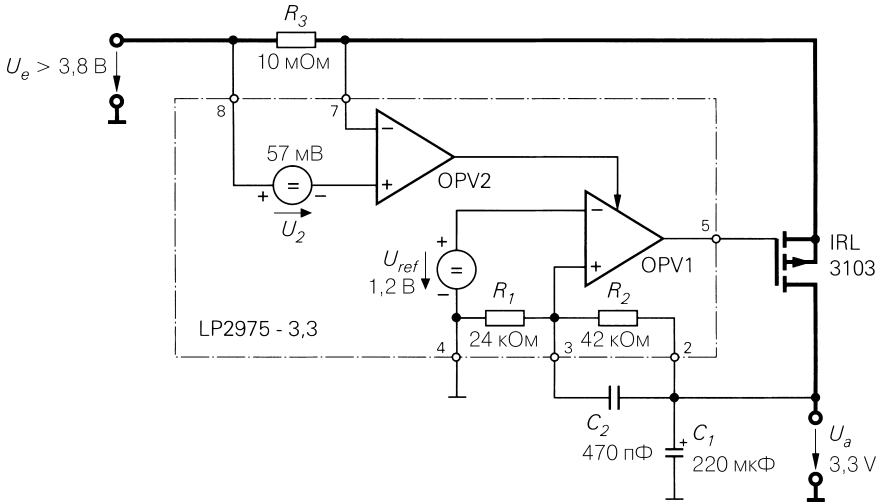 R3
10 мОм
Ue > 3,8 В
8
7
57 мВ
−
+
=
+
−
U2
OPV2
−
+
OPV1
5
IRL
3103
+
Uref
=
1,2 В
−
R1
R2
LP2975 - 3,3
24 кОм
42 кОм
4
3
2
C2
470 пФ
+
C1
220 мкФ
Ua
3,3 V